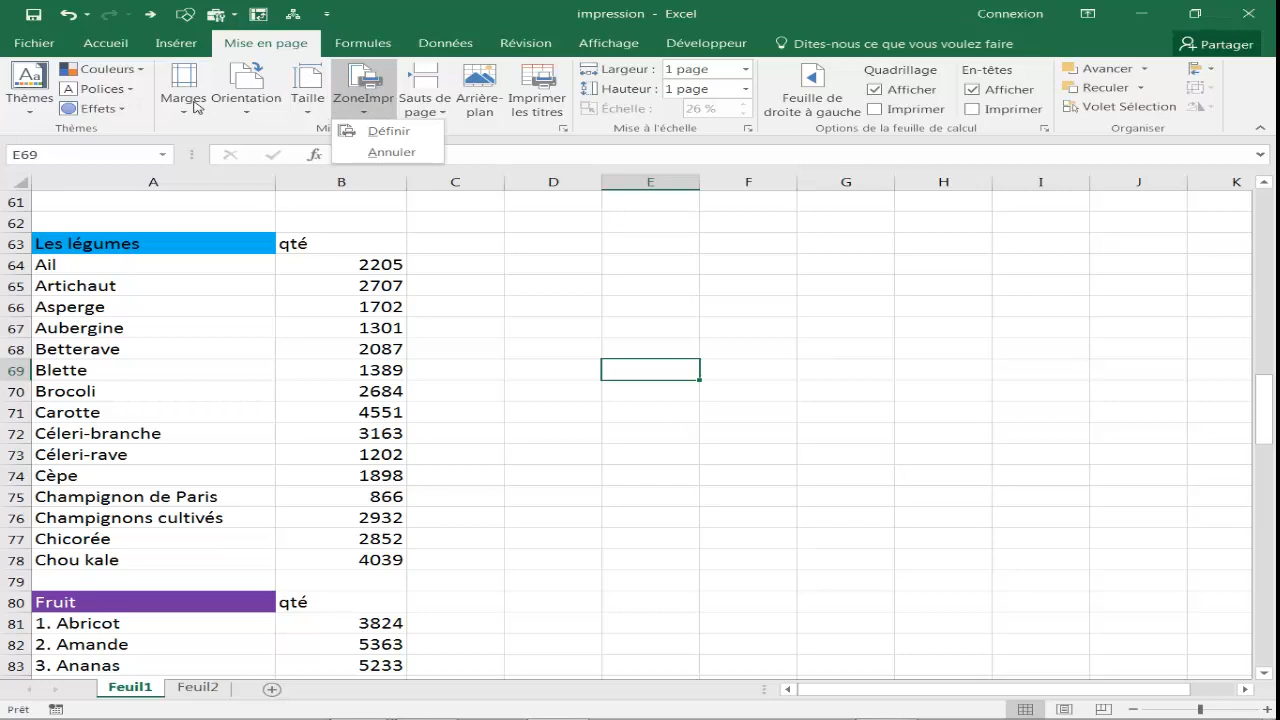 impression - Excel
Connexion
Fichier Accueil Insérer Mise en page Formules Données Révision Affichage Développeur Dites-nous ce que vous voulez faire Partager
Thèmes
Couleurs
Polices
Effets
Thèmes
Marges Orientation Taille ZoneImpr Sauts de page Arrière-plan Imprimer les titres
Mi
Définir
Annuler
Largeur : 1 page
Hauteur : 1 page
Échelle : 26 %
Mise à l'échelle
Feuille de droite à gauche
Quadrillage
Afficher
Imprimer
En-têtes
Afficher
Imprimer
Options de la feuille de calcul
Avancer
Reculer
Volet Sélection
Organiser
E69 fx
A B C D E F G H I J K
61
62
63 Les légumes qté
64 Ail 2205
65 Artichaut 2707
66 Asperge 1702
67 Aubergine 1301
68 Betterave 2087
69 Blette 1389
70 Brocoli 2684
71 Carotte 4551
72 Céleri-branche 3163
73 Céleri-rave 1202
74 Cèpe 1898
75 Champignon de Paris 866
76 Champignons cultivés 2932
77 Chicorée 2852
78 Chou kale 4039
79
80 Fruit qté
81 1. Abricot 3824
82 2. Amande 5363
83 3. Ananas 5233
Feuil1 Feuil2
Prêt